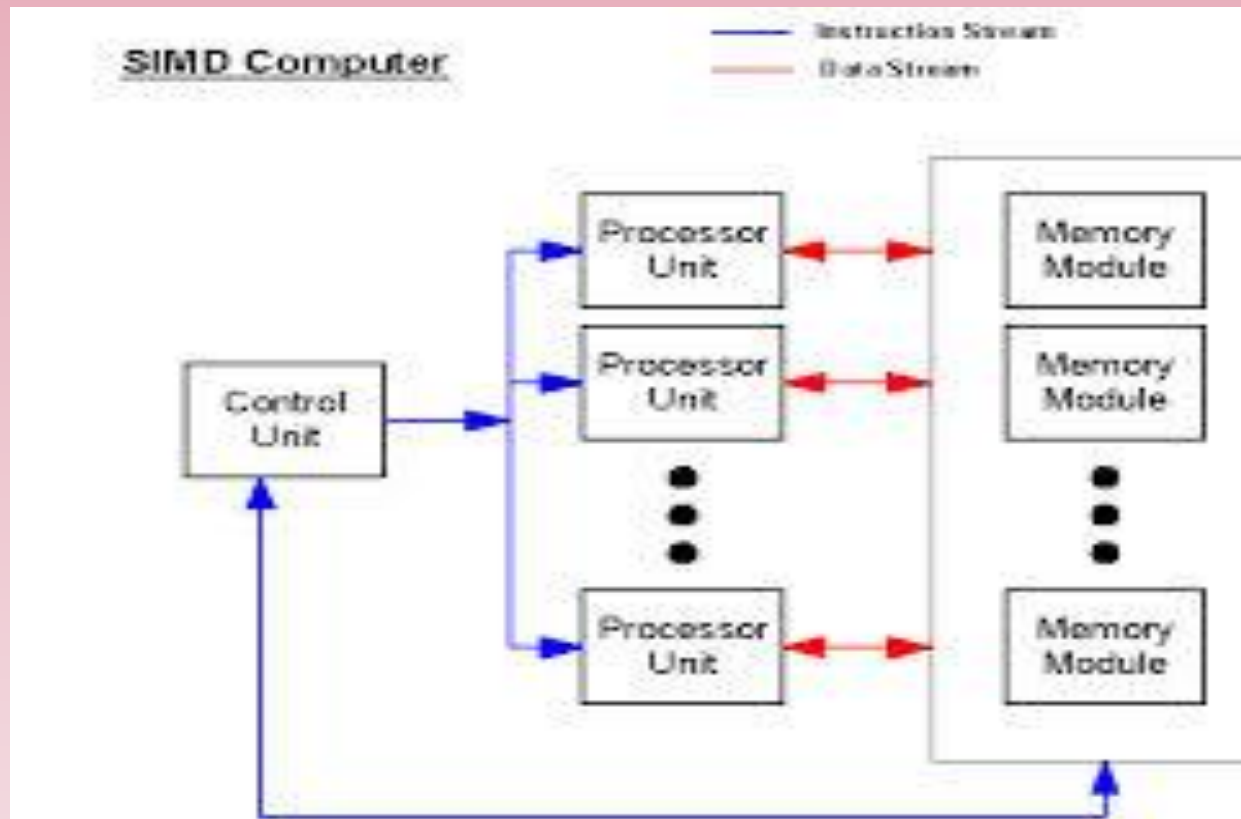 SIMD Computer
Instruction Stream
Data Stream
Processor
Unit
Memory
Module
Processor
Unit
Memory
Module
Control
Unit
Processor
Unit
Memory
Module